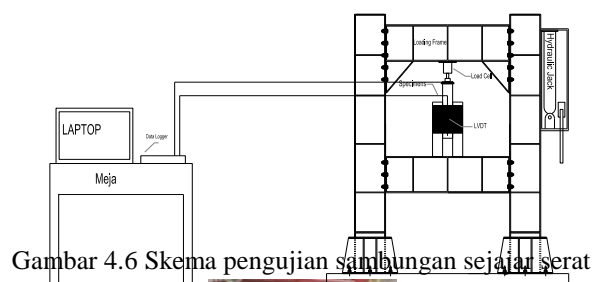 Loading Frame
Hydraulic Jack
Load Cell
Specimens
LAPTOP
Data Logger
LVDT
Meja
Gambar 4.6 Skema pengujian sambungan sejajar serat